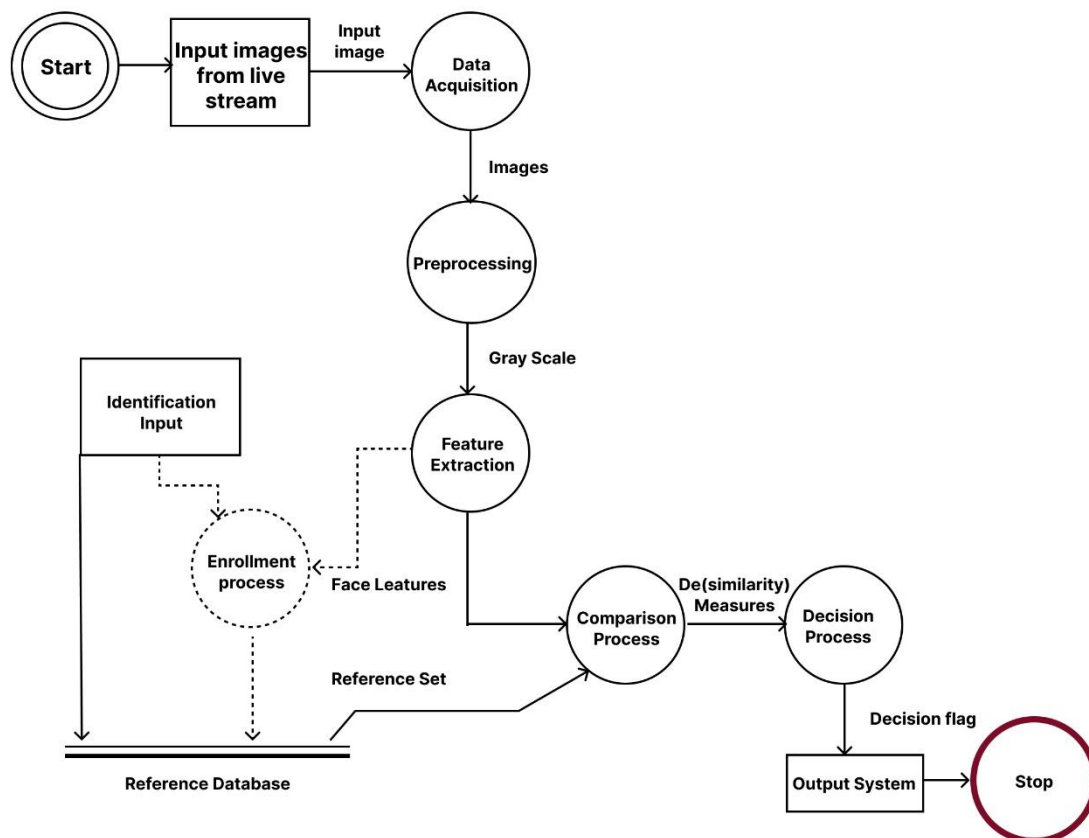 Start
Input images
from live
stream
Input
image
Data
Acquisition
Images
Preprocessing
Gray Scale
Identification
Input
Feature
Extraction
Enrollment
process
Face Leatures
Comparison
Process
De(similarity)
Measures
Decision
Process
Reference Set
Decision flag
Reference Database
Output System
Stop